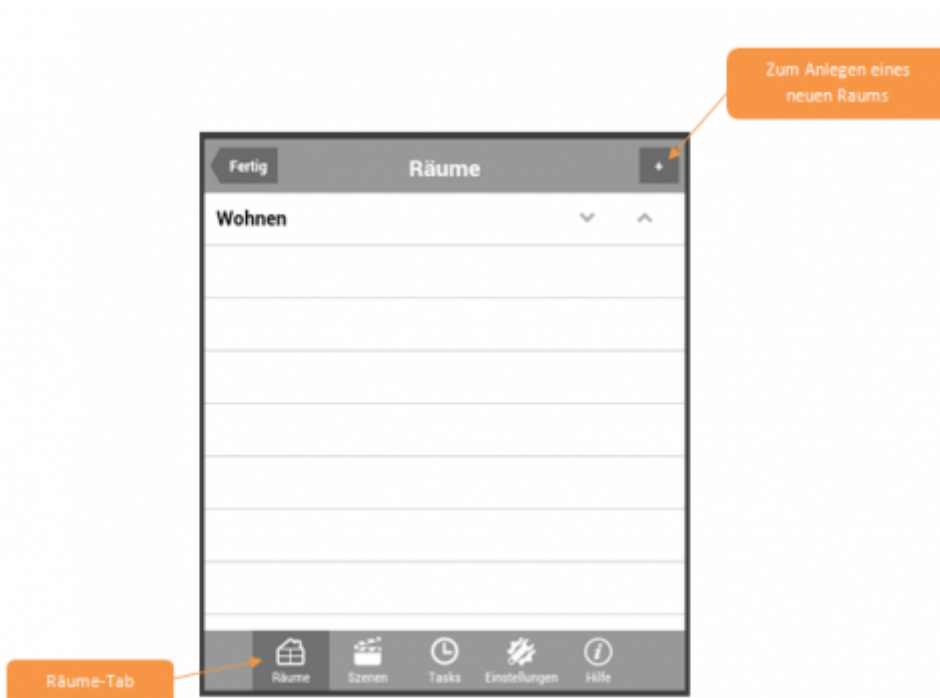 Zum Anlegen eines
neuen Raums
Fertig
Räume
+
Wohnen
Räume
Szenen
Tasks
Einstellungen
Hilfe
Räume-Tab